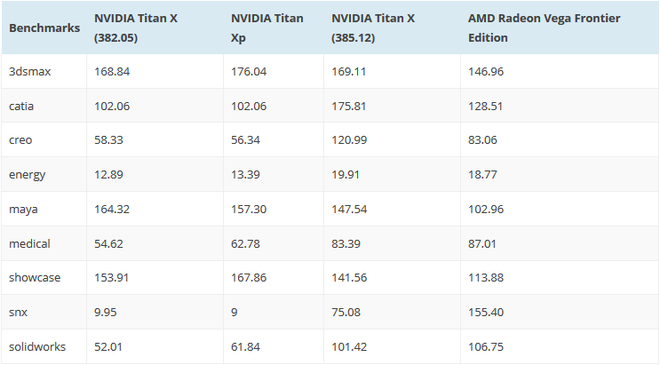 Benchmarks NVIDIA Titan X (382.05) NVIDIA Titan Xp NVIDIA Titan X (385.12) AMD Radeon Vega Frontier Edition
3dsmax 168.84 176.04 169.11 146.96
catia 102.06 102.06 175.81 128.51
creo 58.33 56.34 120.99 83.06
energy 12.89 13.39 19.91 18.77
maya 164.32 157.30 147.54 102.96
medical 54.62 62.78 83.39 87.01
showcase 153.91 167.86 141.56 113.88
snx 9.95 9 75.08 155.40
solidworks 52.01 61.84 101.42 106.75